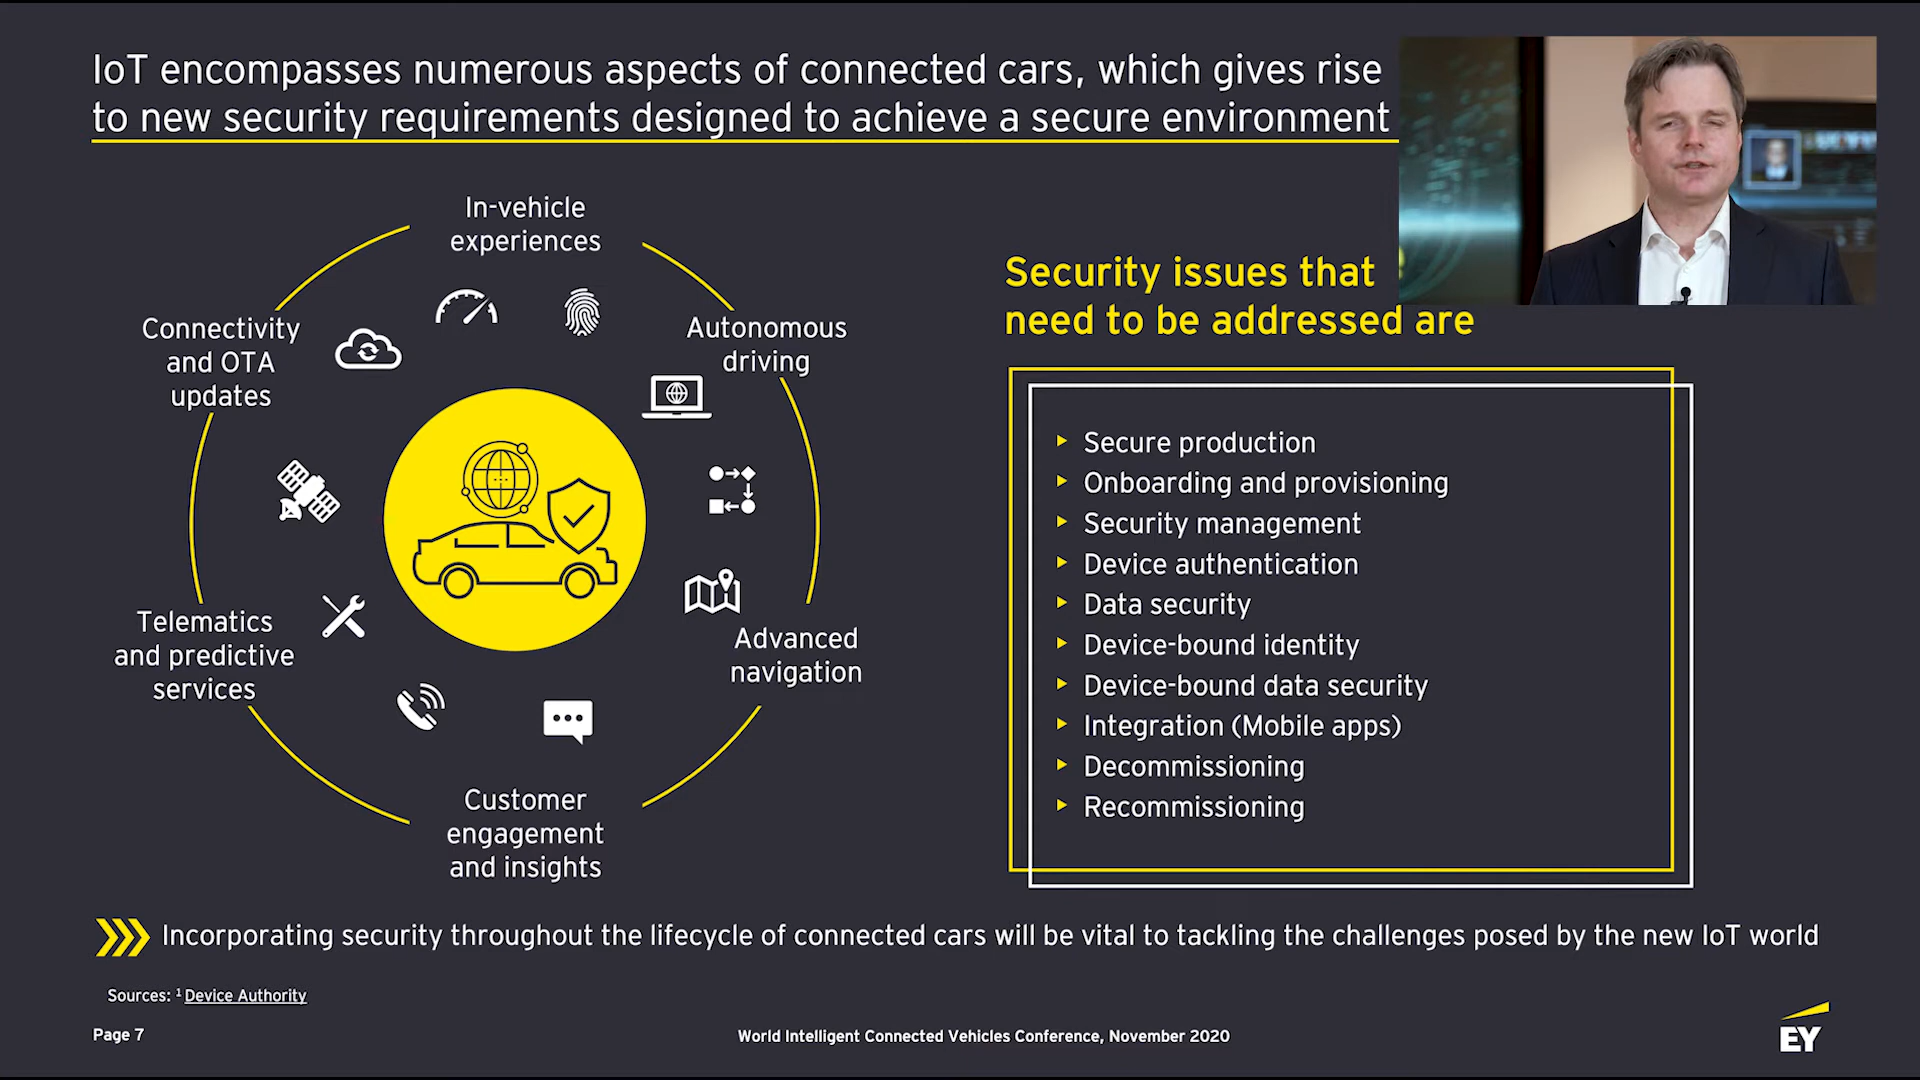 IoT encompasses numerous aspects of connected cars, which gives rise
to new security requirements designed to achieve a secure environment
In-vehicle
experiences
Connectivity
and OTA
updates
Autonomous
driving
Telematics
and predictive
services
Advanced
navigation
Customer
engagement
and insights
Security issues that
need to be addressed are
Secure production
Onboarding and provisioning
Security management
Device authentication
Data security
Device-bound identity
Device-bound data security
Integration (Mobile apps)
Decommissioning
Recommissioning
Incorporating security throughout the lifecycle of connected cars will be vital to tackling the challenges posed by the new IoT world
Sources: ¹ Device Authority
Page 7
World Intelligent Connected Vehicles Conference, November 2020
EY